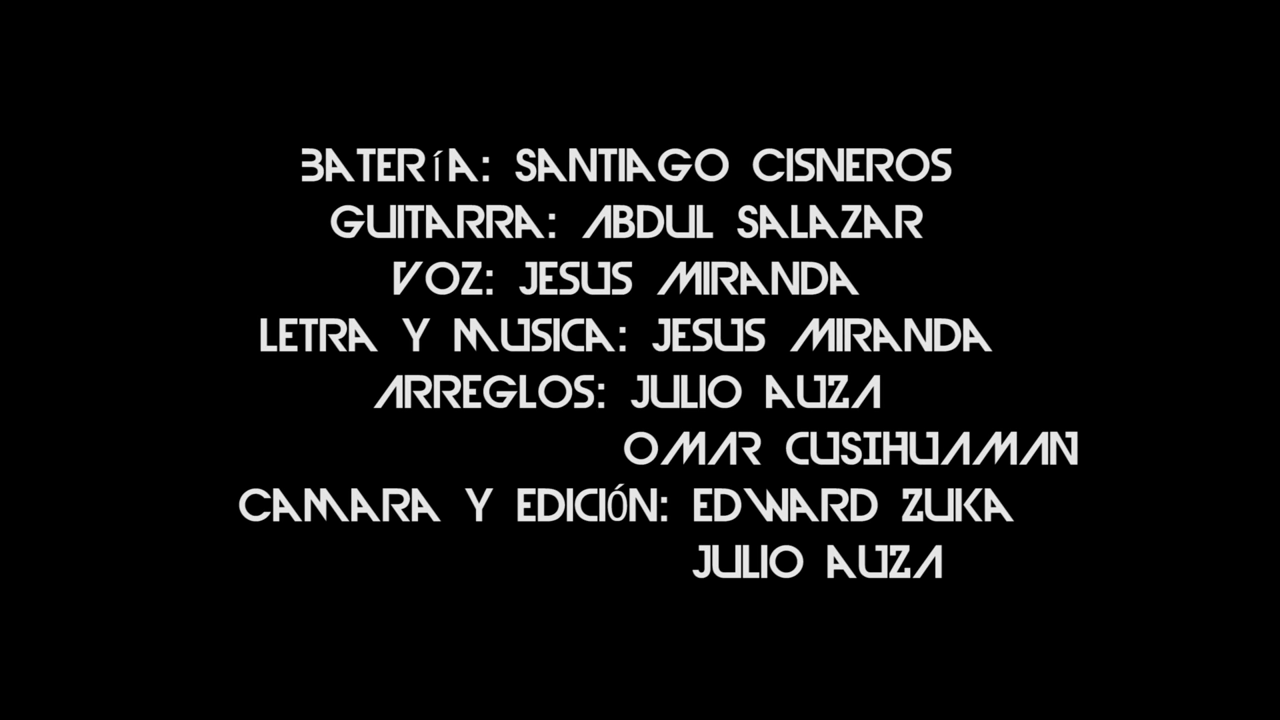 BATERíA: SANTIAGO CISNEROS
GUITARRA: ABDUL SALAZAR
VOZ: JESUS MIRANDA
LETRA Y MUSICA: JESUS MIRANDA
ARREGLOS: JULIO AUZA
OMAR CUSIHUAMAN
CAMARA Y EDICIÓN: EDWARD ZUKA
JULIO AUZA